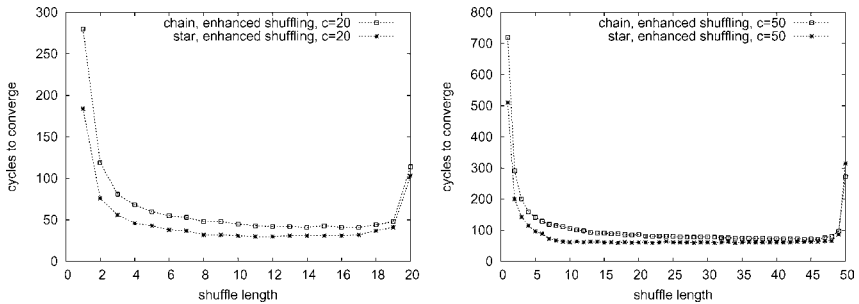 300
250
200
150
100
50
0
cycles to converge
chain, enhanced shuffling, c=20
star, enhanced shuffling, c=20
0 2 4 6 8 10 12 14 16 18 20
shuffle length
800
700
600
500
400
300
200
100
0
cycles to converge
chain, enhanced shuffling, c=50
star, enhanced shuffling, c=50
0 5 10 15 20 25 30 35 40 45 50
shuffle length